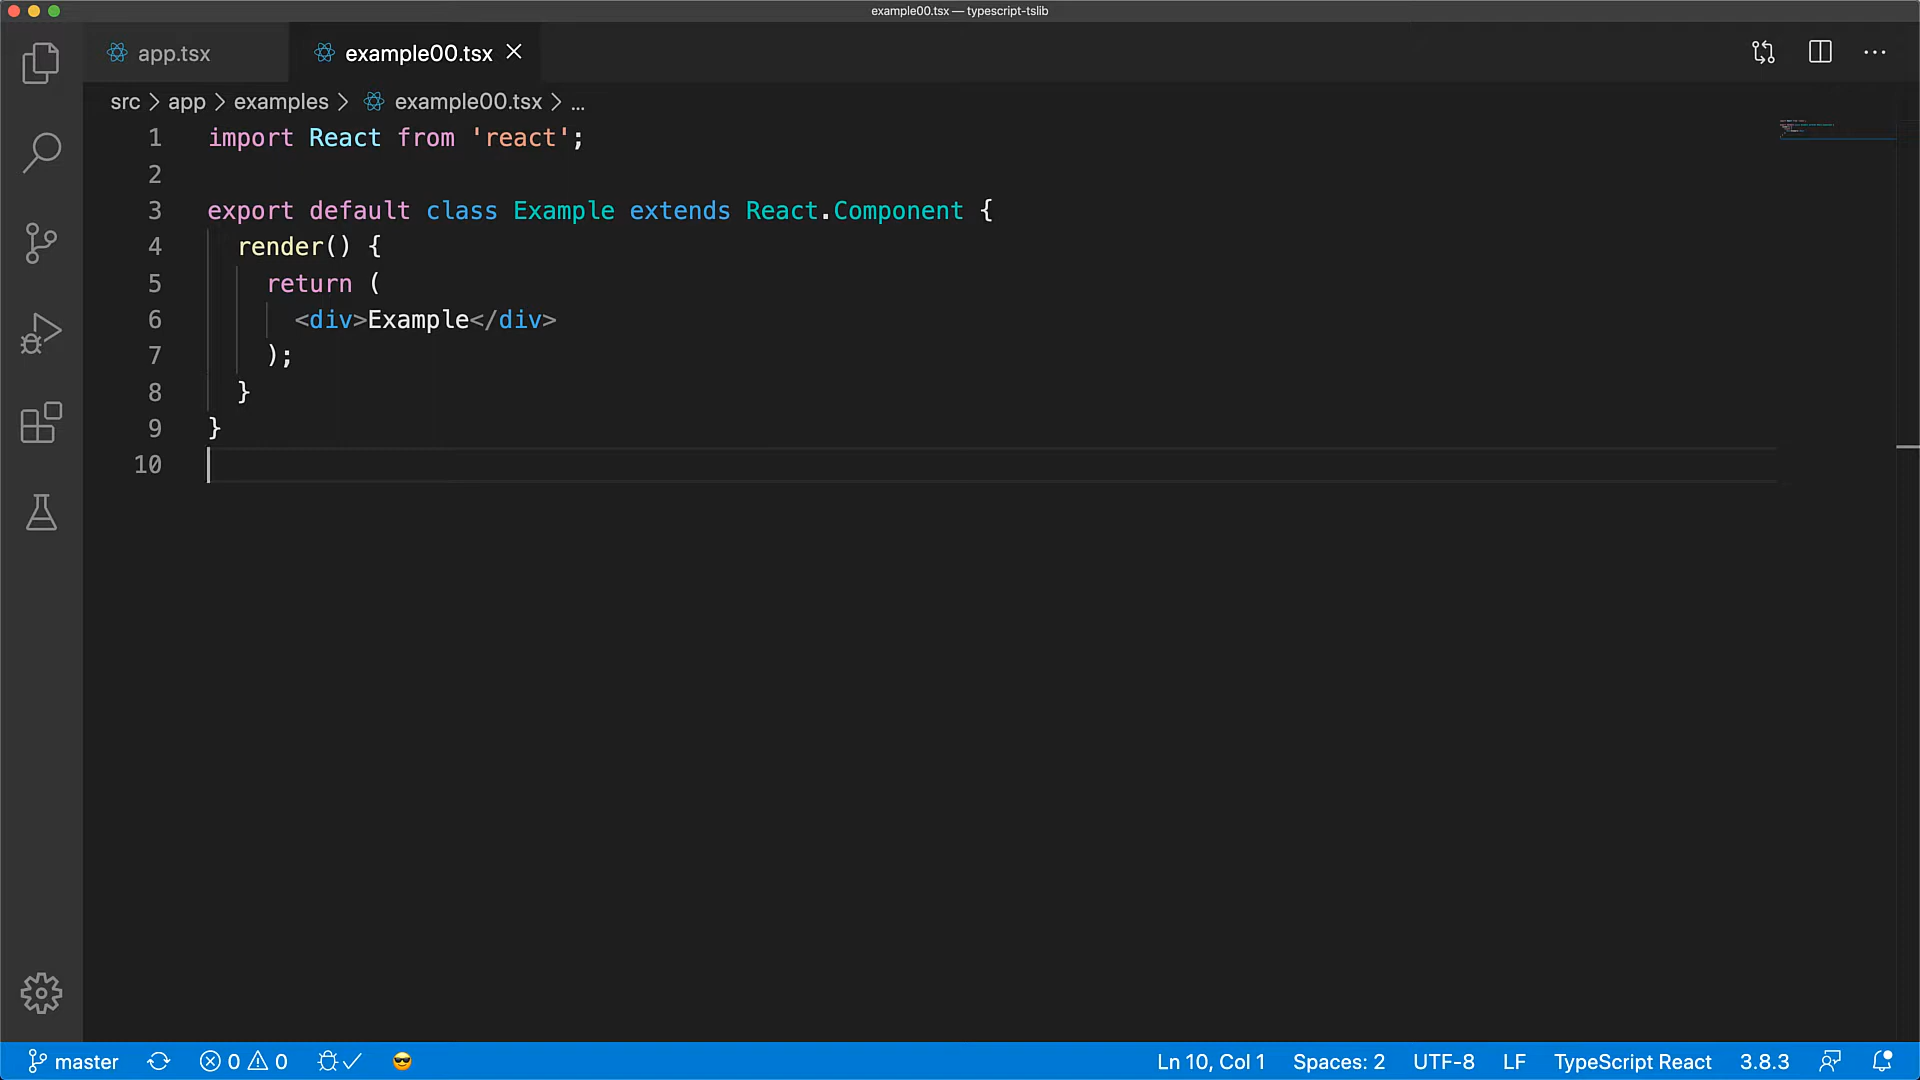 example00.tsx — typescript-tslib
app.tsx
example00.tsx
src > app > examples > example00.tsx > ...
1 import React from 'react';
2
3 export default class Example extends React.Component {
4   render() {
5     return (
6       <div>Example</div>
7     );
8   }
9 }
10
master 0 0 Ln 10, Col 1 Spaces: 2 UTF-8 LF TypeScript React 3.8.3